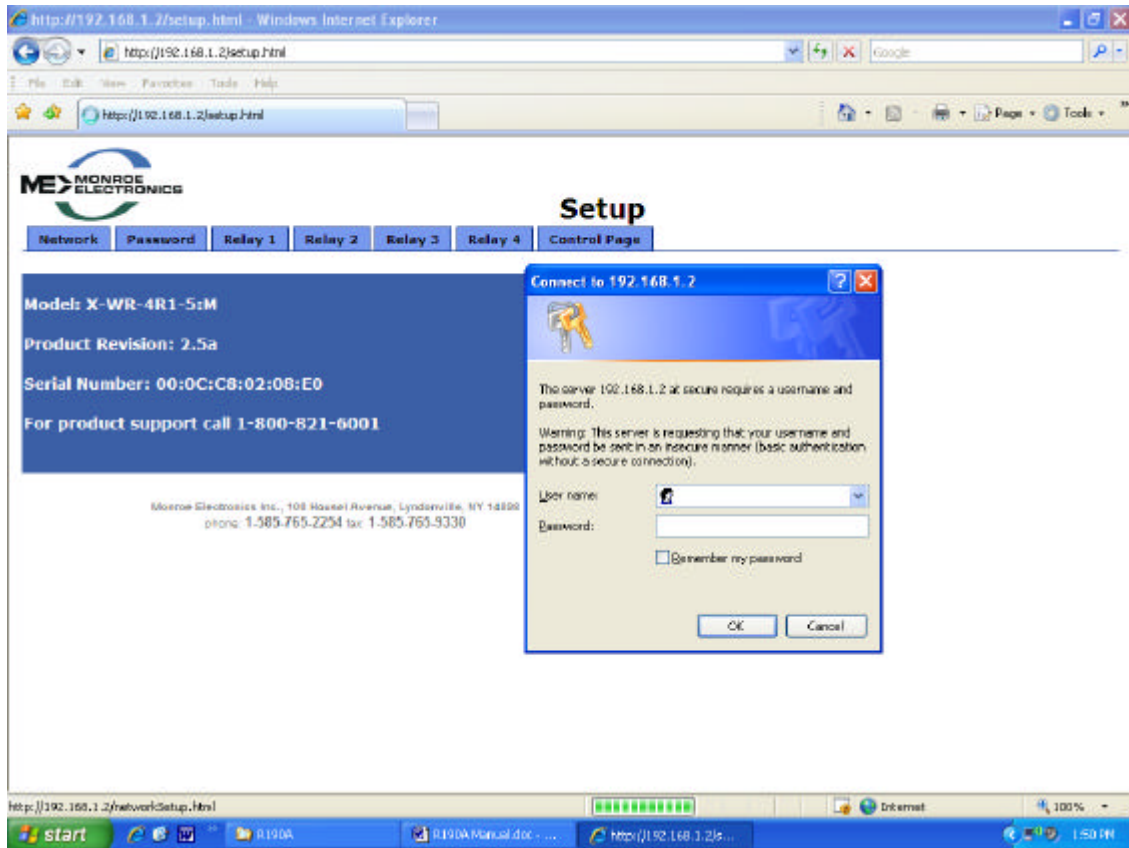 http://192.168.1.2/setup.html - Windows Internet Explorer
http://192.168.1.2/setup.html
Google
File Edit View Favorites Tools Help
http://192.168.1.2/setup.html
Page Tools
ME MONROE ELECTRONICS
Setup
Network Password Relay 1 Relay 2 Relay 3 Relay 4 Control Page
Model: X-WR-4R1-5:M
Product Revision: 2.5a
Serial Number: 00:0C:C8:02:08:E0
For product support call 1-800-821-6001
Monroe Electronics Inc., 100 Housel Avenue, Lyndonville, NY 14098
phone: 1-585-765-2254 fax: 1-585-765-9330
Connect to 192.168.1.2
The server 192.168.1.2 at secure requires a username and
password.
Warning: This server is requesting that your username and
password be sent in an insecure manner (basic authentication
without a secure connection).
User name:
Password:
Remember my password
OK Cancel
http://192.168.1.2/networkSetup.html
Internet
100%
start
R190A
R190A Manual.doc - ...
http://192.168.1.2/s...
1:50 PM